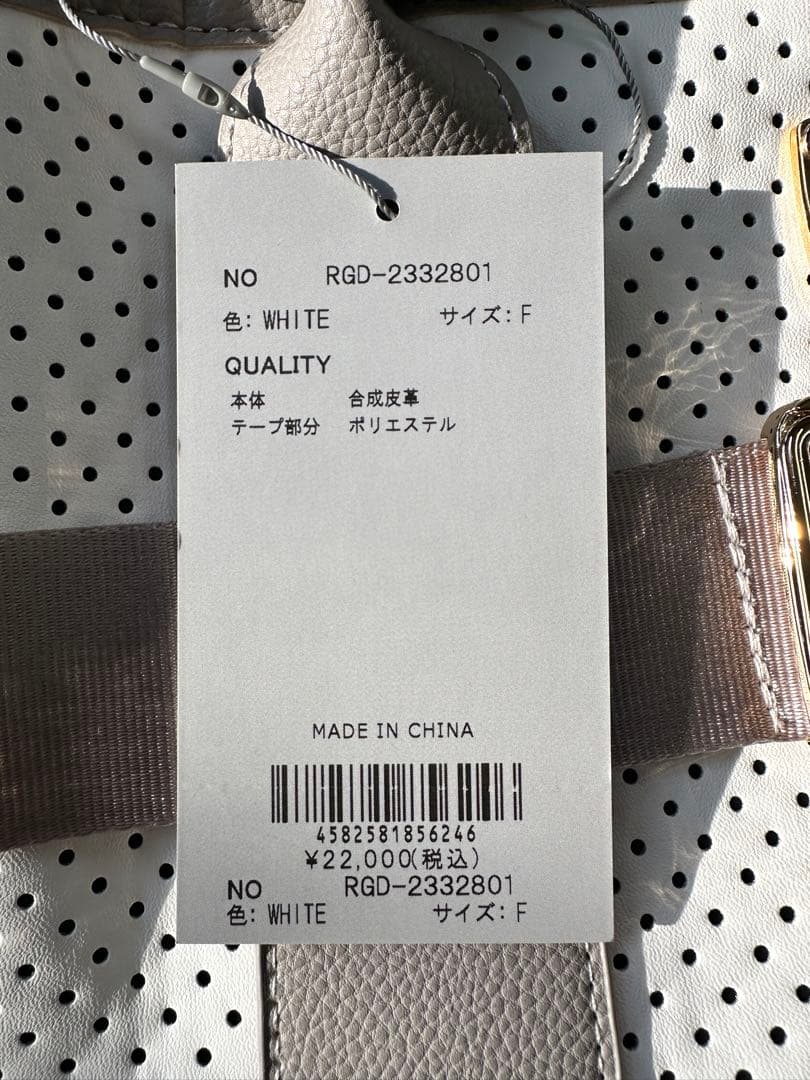 NO RGD-2332801
色: WHITE サイズ: F
QUALITY
本体 合成皮革
テープ部分 ポリエステル
MADE IN CHINA
4582581856246
¥22,000(税込)
NO RGD-2332801
色: WHITE サイズ: F